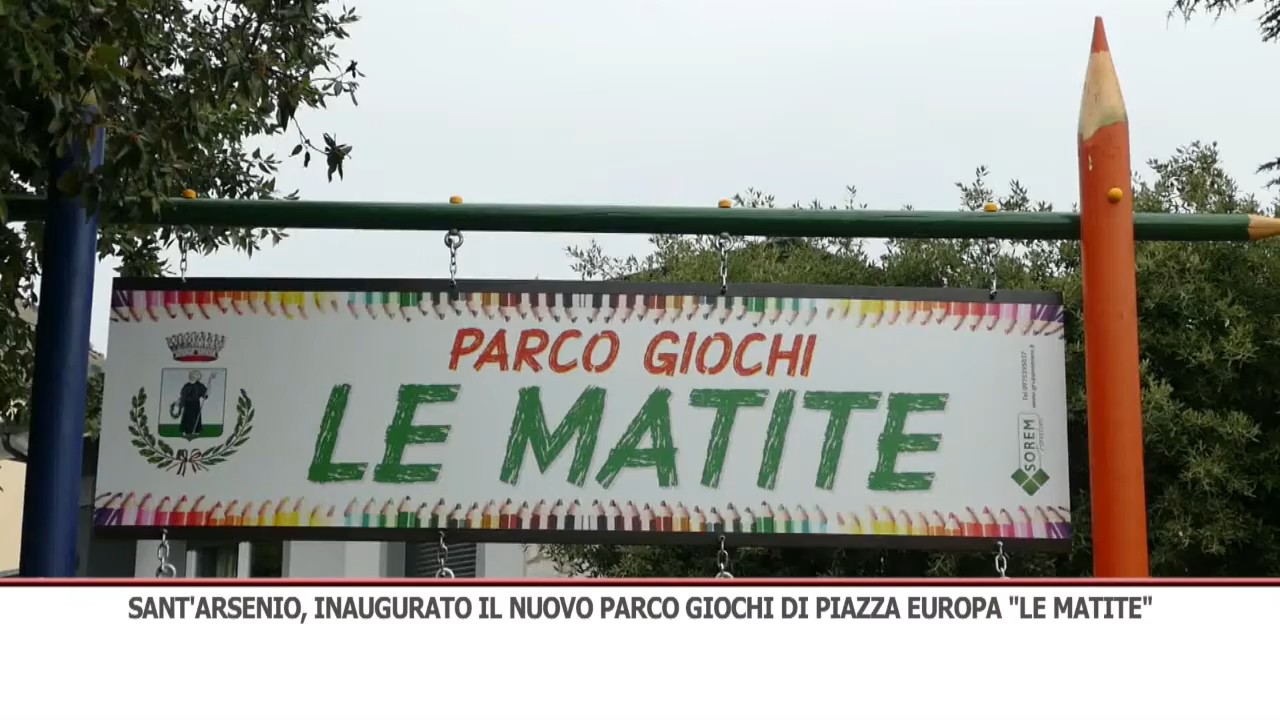 PARCO GIOCHI
LE MATITE
SOREM
SANT'ARSENIO, INAUGURATO IL NUOVO PARCO GIOCHI DI PIAZZA EUROPA "LE MATITE"